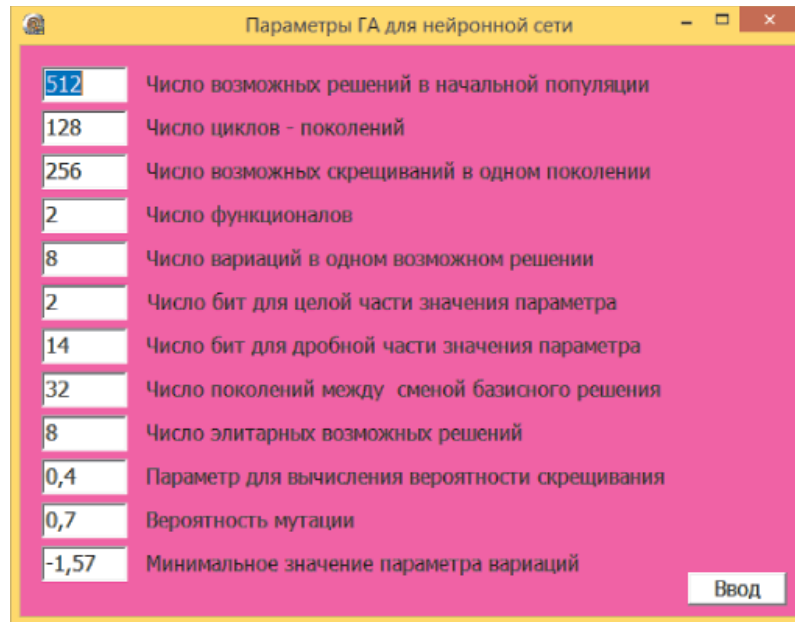 Параметры ГА для нейронной сети
512 Число возможных решений в начальной популяции
128 Число циклов - поколений
256 Число возможных скрещиваний в одном поколении
2 Число функционалов
8 Число вариаций в одном возможном решении
2 Число бит для целой части значения параметра
14 Число бит для дробной части значения параметра
32 Число поколений между сменой базисного решения
8 Число элитарных возможных решений
0,4 Параметр для вычисления вероятности скрещивания
0,7 Вероятность мутации
-1,57 Минимальное значение параметра вариаций
Ввод